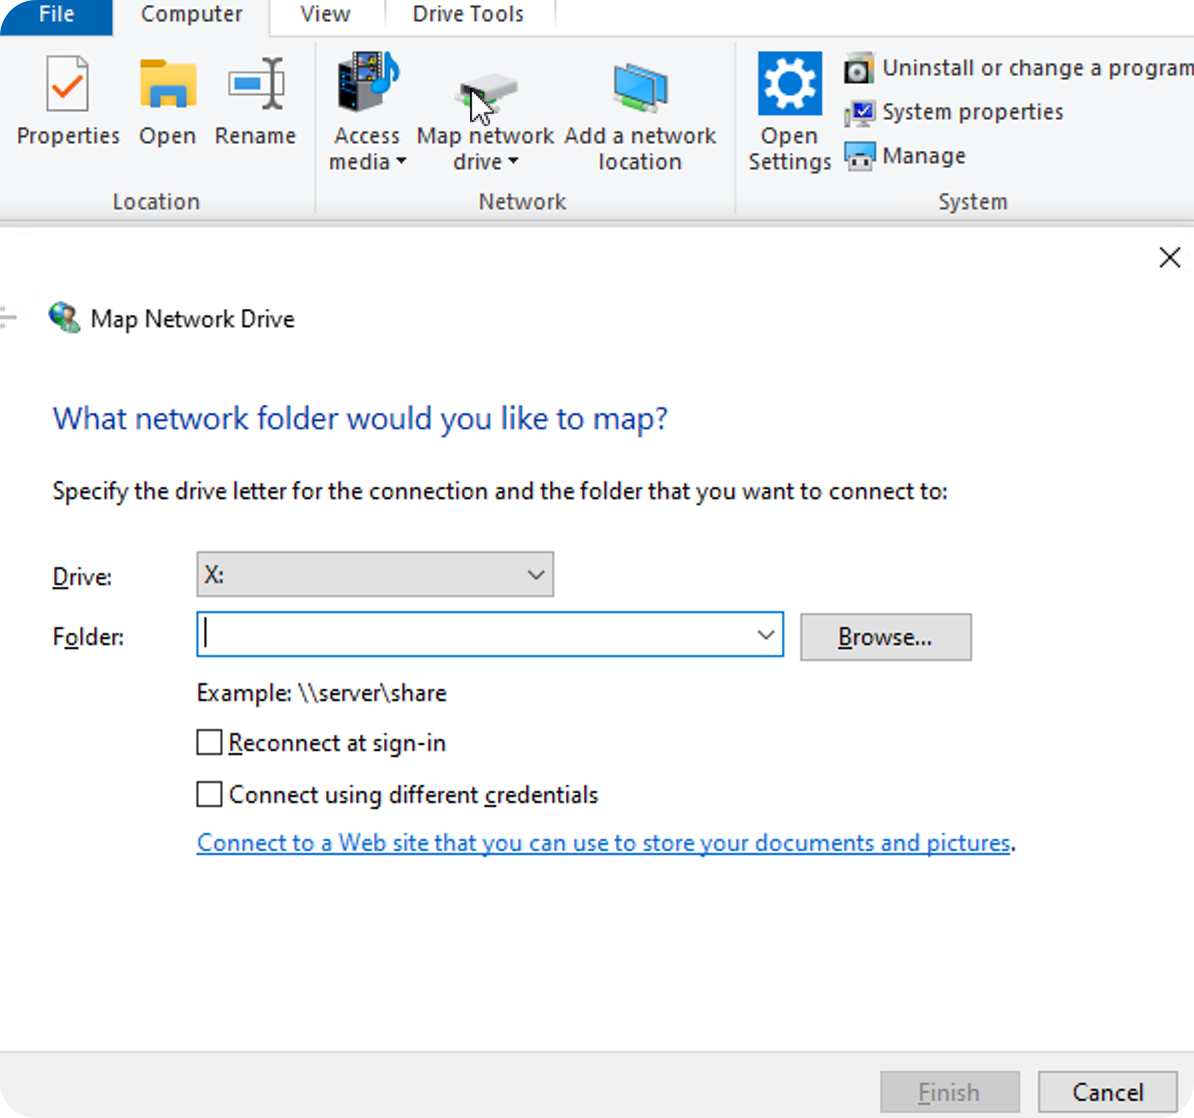 File Computer View Drive Tools
Properties Open Rename Access media Map network drive Add a network location Open Settings Uninstall or change a program
System properties
Manage
Location Network System
Map Network Drive
What network folder would you like to map?
Specify the drive letter for the connection and the folder that you want to connect to:
Drive: X:
Folder: Browse...
Example: \\server\share
Reconnect at sign-in
Connect using different credentials
Connect to a Web site that you can use to store your documents and pictures.
Finish Cancel